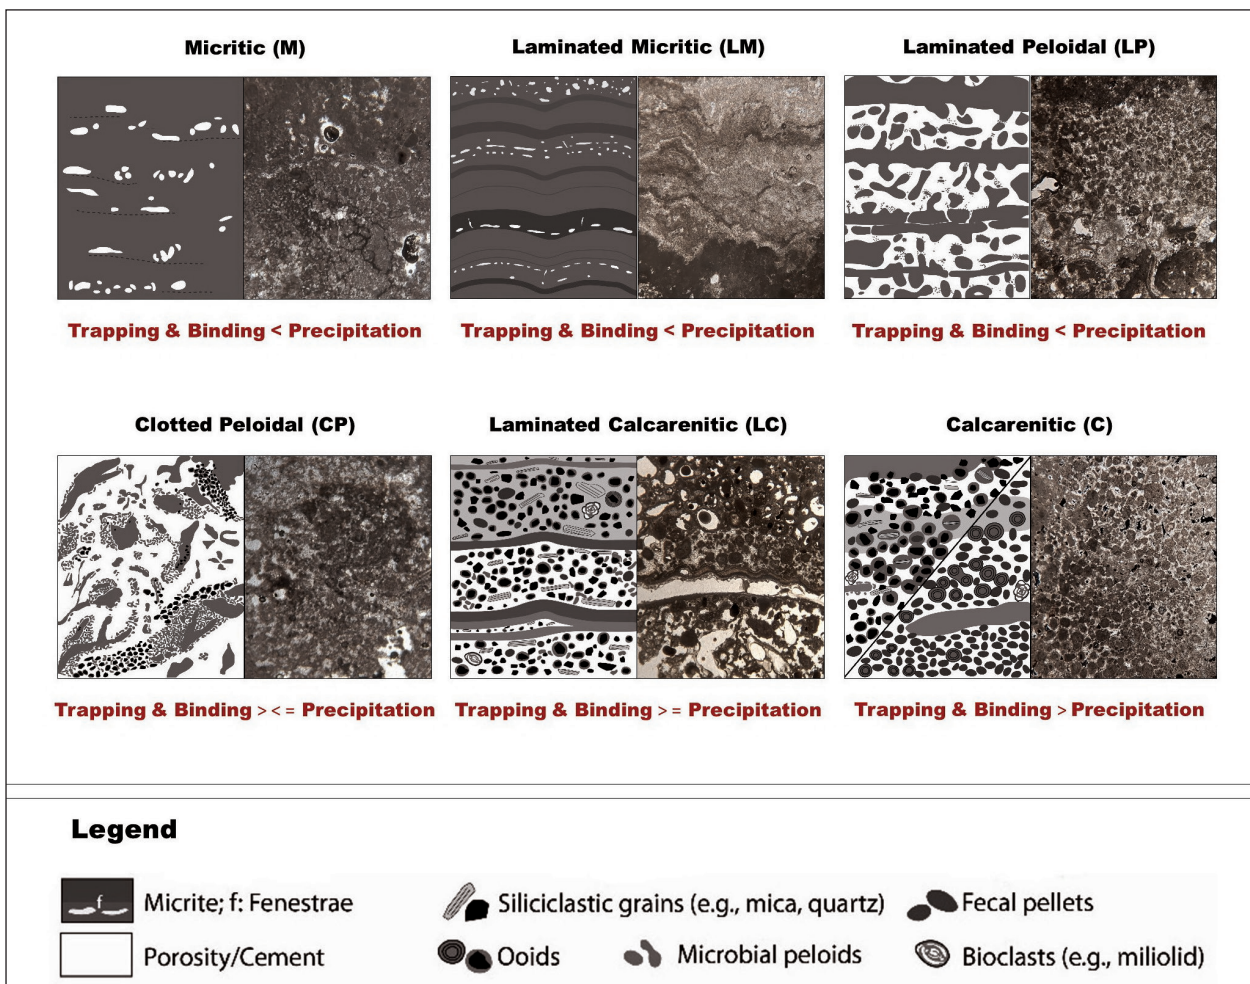 Micritic (M)
Laminated Micritic (LM)
Laminated Peloidal (LP)
Trapping & Binding < Precipitation
Trapping & Binding < Precipitation
Trapping & Binding < Precipitation
Clotted Peloidal (CP)
Laminated Calcarenitic (LC)
Calcarenitic (C)
Trapping & Binding > < = Precipitation
Trapping & Binding > = Precipitation
Trapping & Binding > Precipitation
Legend
f
Micrite; f: Fenestrae
Siliciclastic grains (e.g., mica, quartz)
Fecal pellets
Porosity/Cement
Ooids
Microbial peloids
Bioclasts (e.g., miliolid)